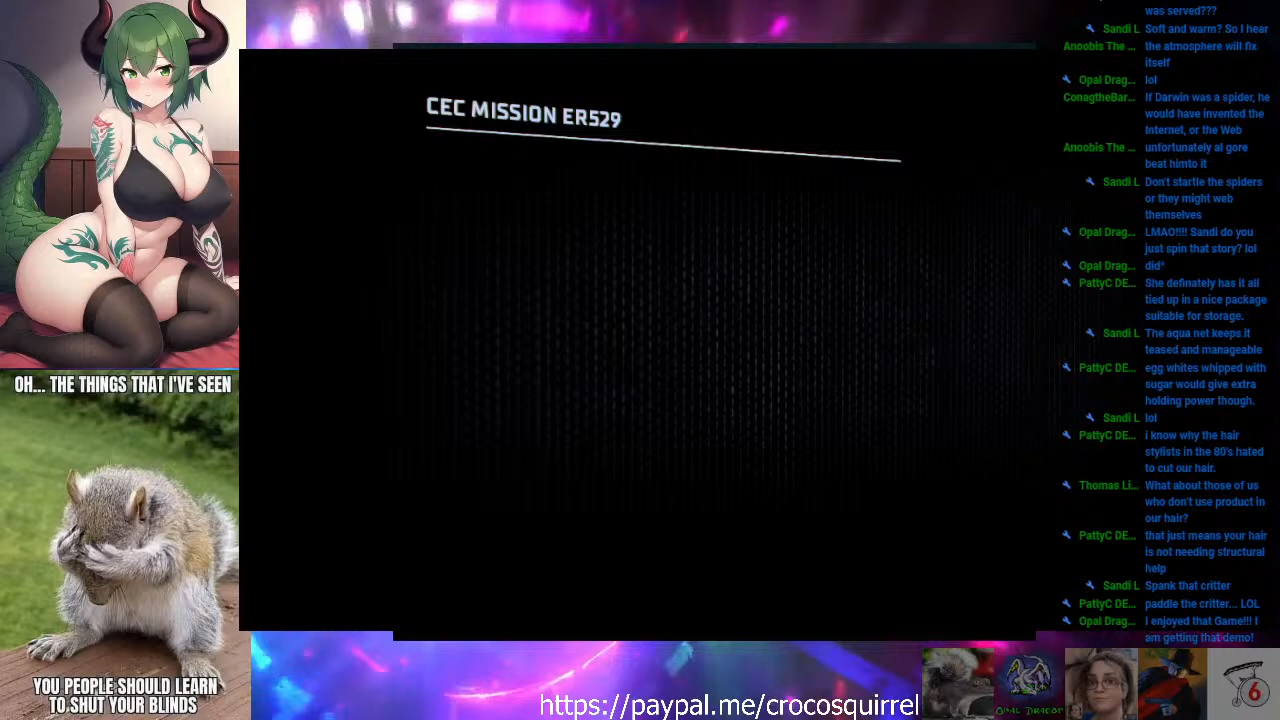 CEC MISSION ER529
OH... THE THINGS THAT I'VE SEEN
YOU PEOPLE SHOULD LEARN
TO SHUT YOUR BLINDS
https://paypal.me/crocosquirrel
OPAL DRAGON
6
was served???
Sandi L Soft and warm? So I hear
Anoobis The ... the atmosphere will fix
itself
Opal Drag... lol
ConagtheBar... If Darwin was a spider, he
would have invented the
Internet, or the Web
Anoobis The ... unfortunately al gore
beat himto it
Sandi L Don't startle the spiders
or they might web
themselves
Opal Drag... LMAO!!!! Sandi do you
just spin that story? lol
Opal Drag... did*
PattyC DE... She definately has it all
tied up in a nice package
suitable for storage.
Sandi L The aqua net keeps it
teased and manageable
PattyC DE... egg whites whipped with
sugar would give extra
holding power though.
Sandi L lol
PattyC DE... i know why the hair
stylists in the 80's hated
to cut our hair.
Thomas Li... What about those of us
who don't use product in
our hair?
PattyC DE... that just means your hair
is not needing structural
help
Sandi L Spank that critter
PattyC DE... paddle the critter... LOL
Opal Drag... I enjoyed that Game!!! I
am getting that demo!